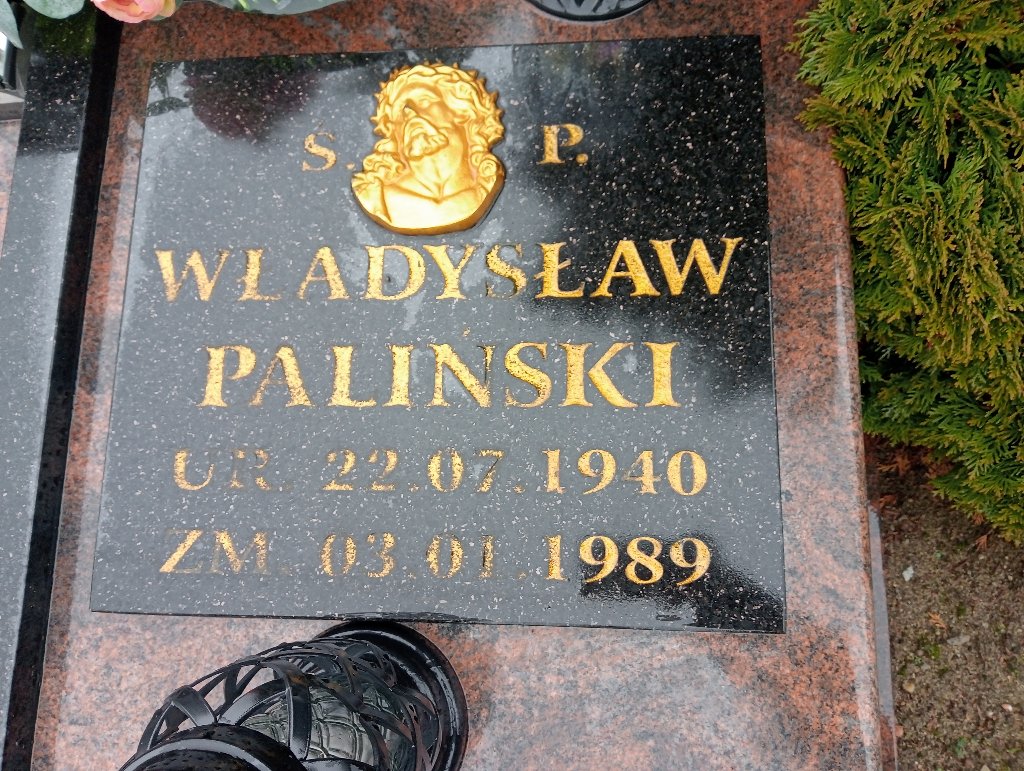 Ś. P.
WŁADYSŁAW
PALIŃSKI
UR. 22.07.1940
ZM. 03.01.1989